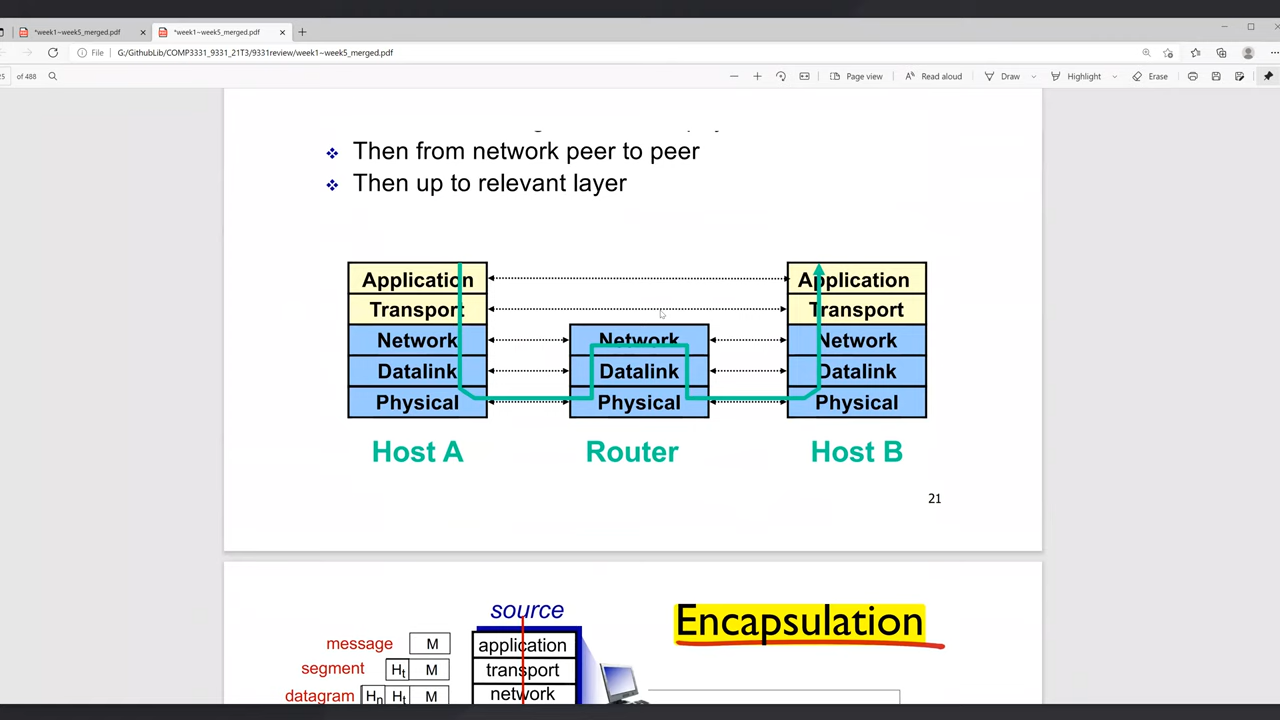 *week1~week5_merged.pdf
*week1~week5_merged.pdf
File G:/GithubLib/COMP3331_9331_21T3/9331review/week1~week5_merged.pdf
of 488
Page view
Read aloud
Draw
Highlight
Erase
Then from network peer to peer
Then up to relevant layer
Application Application
Transport Transport
Network Network Network
Datalink Datalink Datalink
Physical Physical Physical
Host A Router Host B
21
source
Encapsulation
message M application
segment Ht M transport
datagram Hn Ht M network